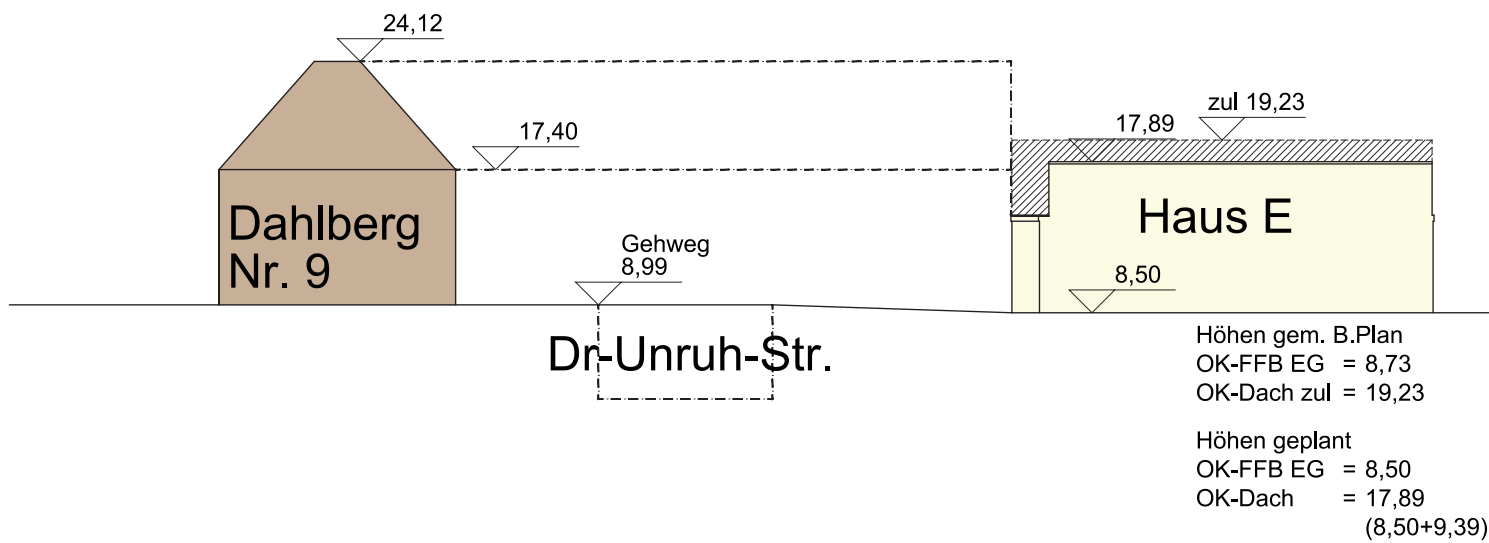 24,12
zul 19,23
17,40
17,89
Dahlberg
Nr. 9
Haus E
Gehweg
8,99
8,50
Dr-Unruh-Str.
Höhen gem. B.Plan
OK-FFB EG = 8,73
OK-Dach zul = 19,23
Höhen geplant
OK-FFB EG = 8,50
OK-Dach = 17,89
(8,50+9,39)